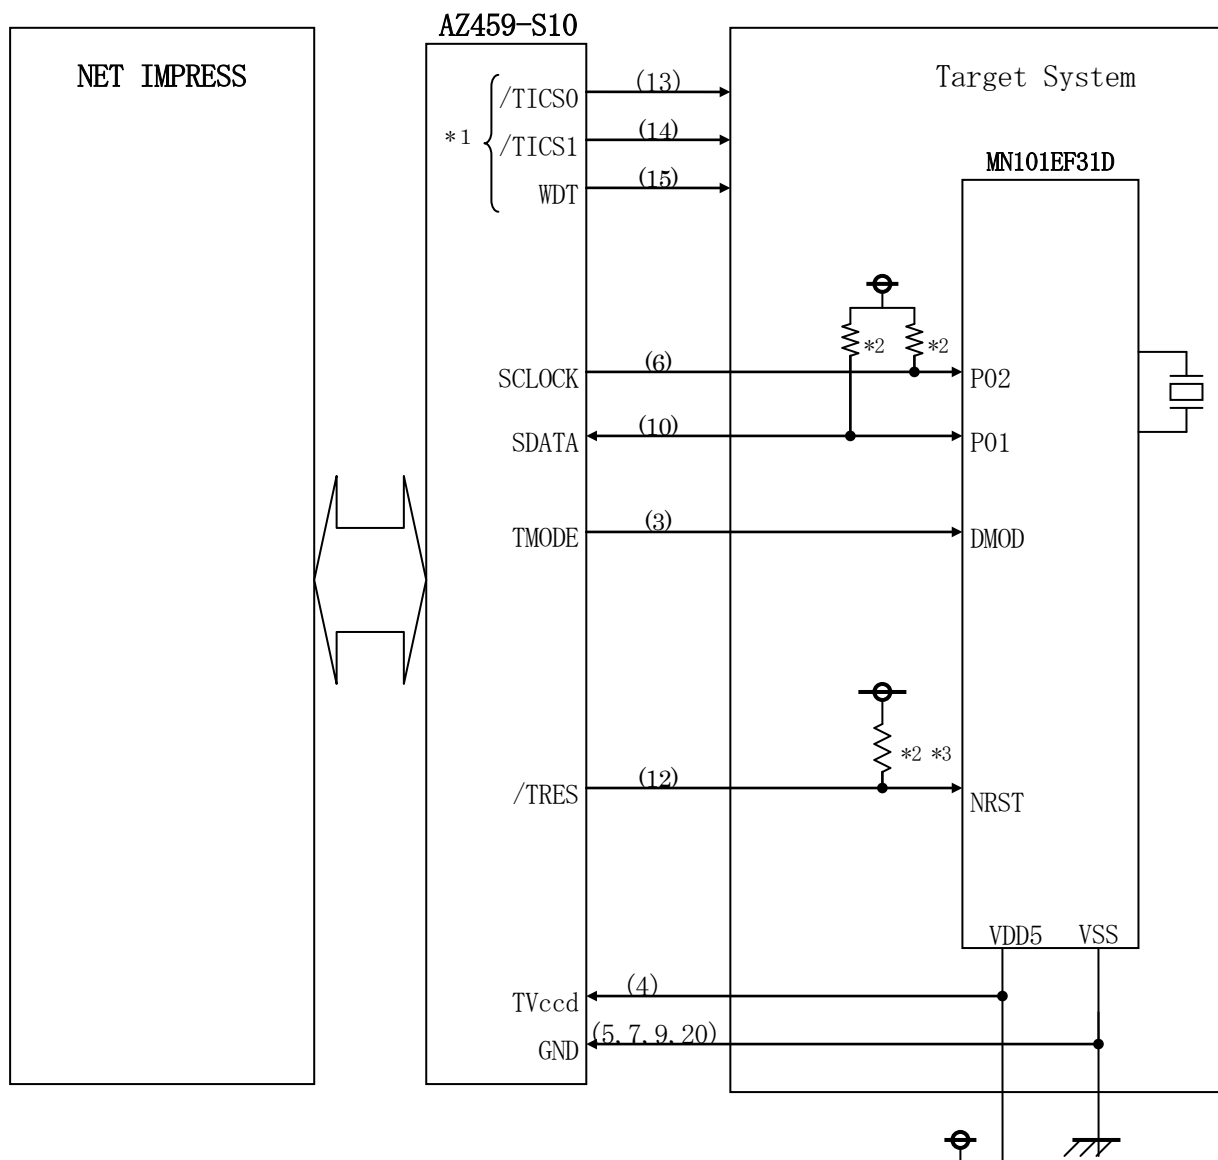 AZ459-S10
NET IMPRESS
Target System
*1
/TICS0
(13)
/TICS1
(14)
WDT
(15)
MN101EF31D
*2
*2
SCLOCK
(6)
P02
SDATA
(10)
P01
TMODE
(3)
DMOD
*2 *3
/TRES
(12)
NRST
VDD5
VSS
TVccd
(4)
GND
(5,7,9,20)